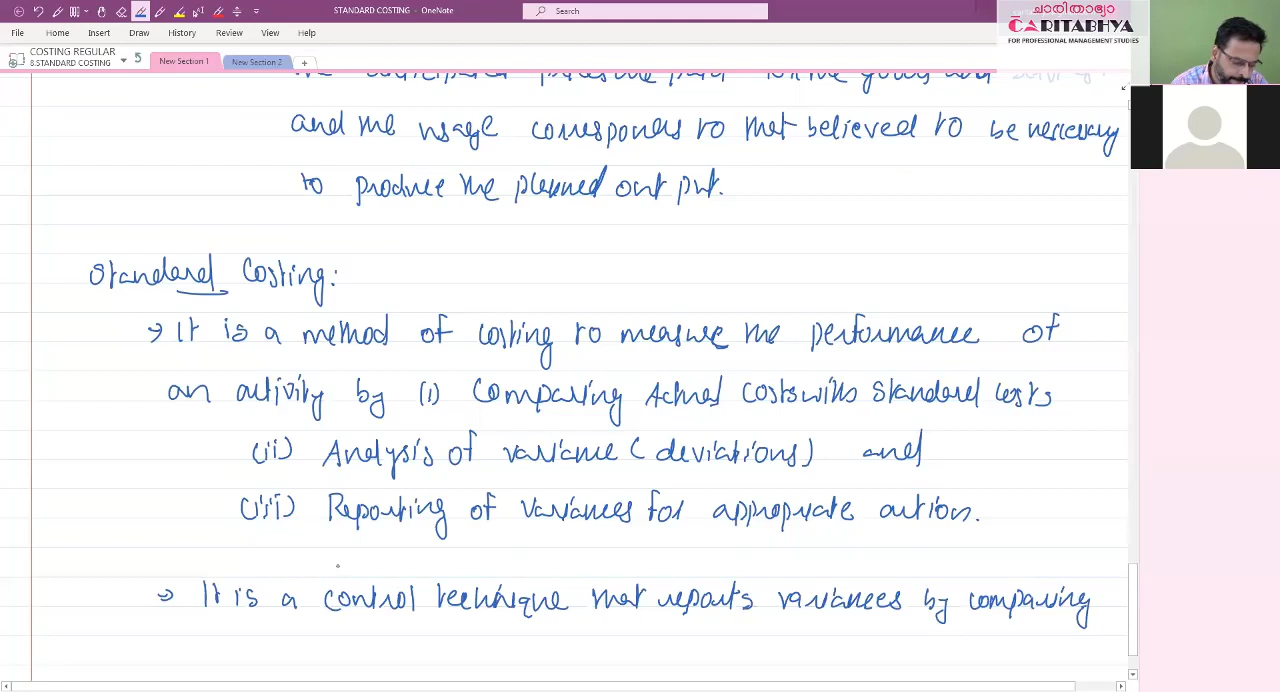 STANDARD COSTING - OneNote
Search
ചാരിതാഭ്യാ
CARITABHYA
FOR PROFESSIONAL MANAGEMENT STUDIES
File Home Insert Draw History Review View Help
COSTING REGULAR
8.STANDARD COSTING
New Section 1
New Section 2
and the usage corresponds to that believed to be necessary
to produce the planned out put.
Standard Costing:
→ It is a method of costing to measure the performance of
an activity by (i) Comparing Actual Costs with Standard costs
(ii) Analysis of variance (deviations) and
(iii) Reporting of variances for appropriate action.
→ It is a control technique that reports variances by comparing